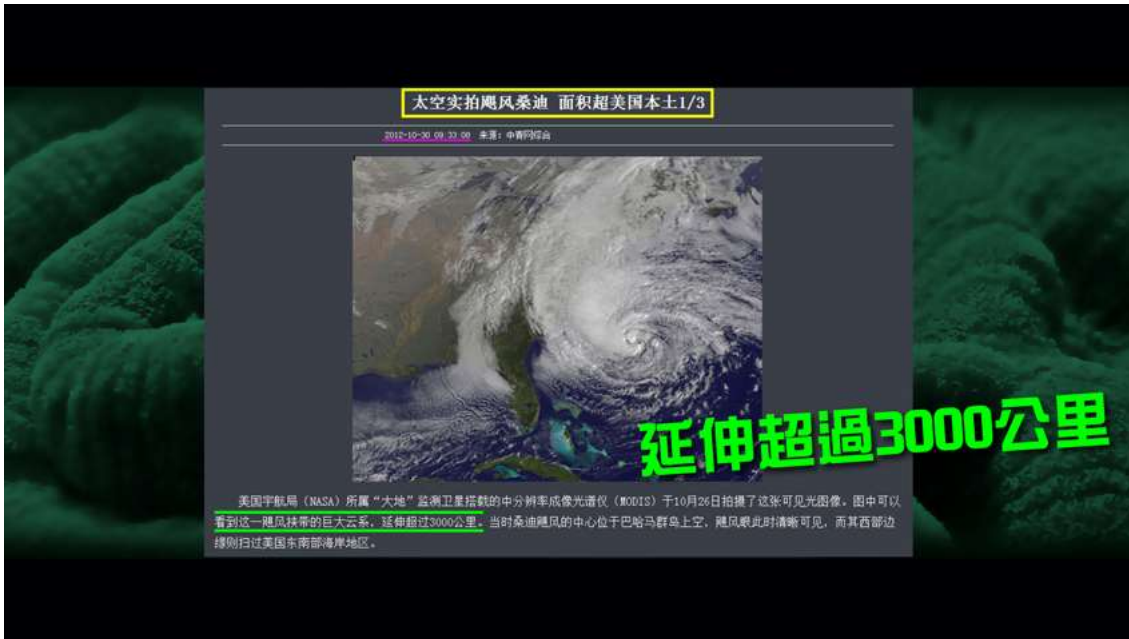 太空实拍飓风桑迪 面积超美国本土1/3
2012-10-30 09:33:00 来源：中青网综合
延伸超過3000公里
美国宇航局（NASA）所属“大地”监测卫星搭载的中分辨率成像光谱仪（MODIS）于10月26日拍摄了这张可见光图像。图中可以
看到这一飓风挟带的巨大云系，延伸超过3000公里。当时桑迪飓风的中心位于巴哈马群岛上空，飓风眼此时清晰可见，而其西部边
缘则扫过美国东南部海岸地区。